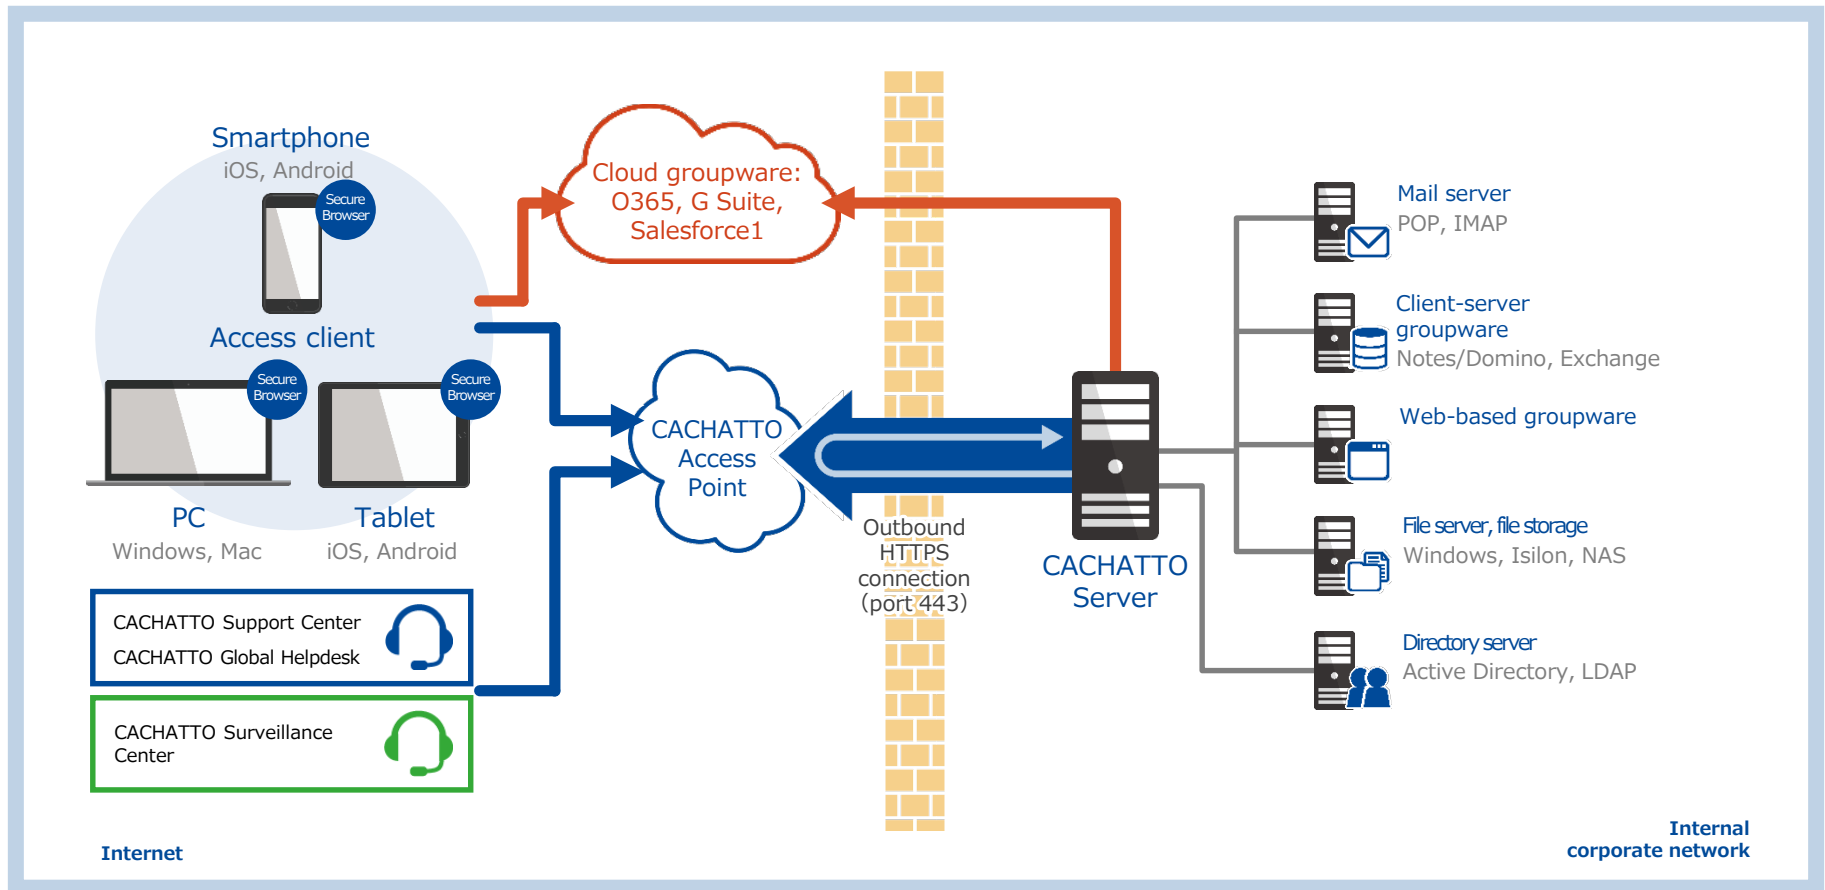 Smartphone
iOS, Android
Secure
Browser
Access client
Secure
Browser
Secure
Browser
PC
Windows, Mac
Tablet
iOS, Android
CACHATTO Support Center
CACHATTO Global Helpdesk
CACHATTO Surveillance
Center
Internet
Cloud groupware:
O365, G Suite,
Salesforce1
CACHATTO
Access
Point
Outbound
HTTPS
connection
(port 443)
CACHATTO
Server
Mail server
POP, IMAP
Client-server
groupware
Notes/Domino, Exchange
Web-based groupware
File server, file storage
Windows, Isilon, NAS
Directory server
Active Directory, LDAP
Internal
corporate network